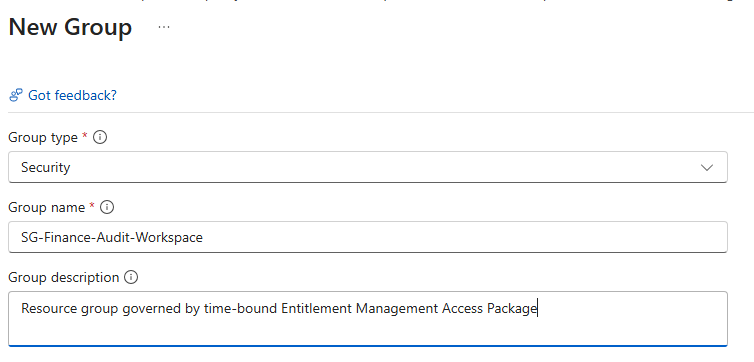 New Group
...
Got feedback?
Group type *
Security
Group name *
SG-Finance-Audit-Workspace
Group description
Resource group governed by time-bound Entitlement Management Access Package